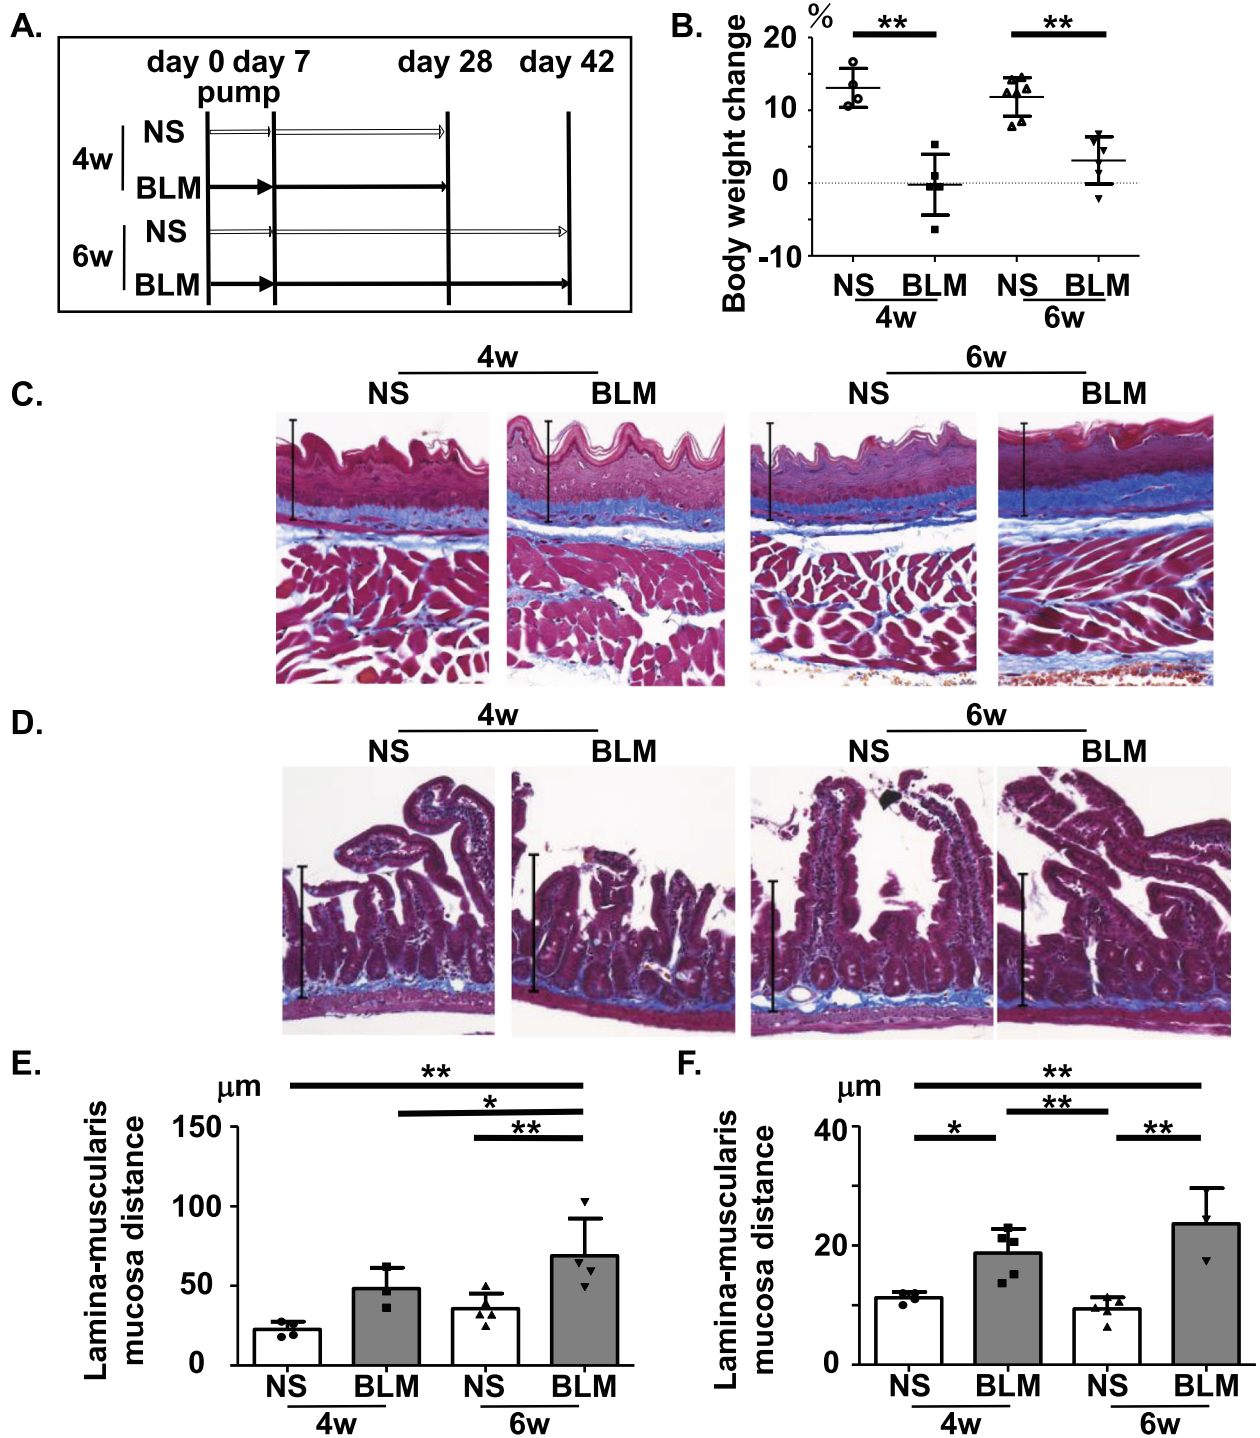 A.
day 0 day 7 day 28 day 42
pump
4w
NS
BLM
6w
NS
BLM
B.
%
Body weight change
20
10
0
-10
** **
NS BLM NS BLM
4w 6w
C.
4w 6w
NS BLM NS BLM
D.
4w 6w
NS BLM NS BLM
E.
μm
Lamina-muscularis
mucosa distance
150
100
50
0
**
*
**
NS BLM NS BLM
4w 6w
F.
μm
Lamina-muscularis
mucosa distance
40
20
0
**
**
* **
NS BLM NS BLM
4w 6w